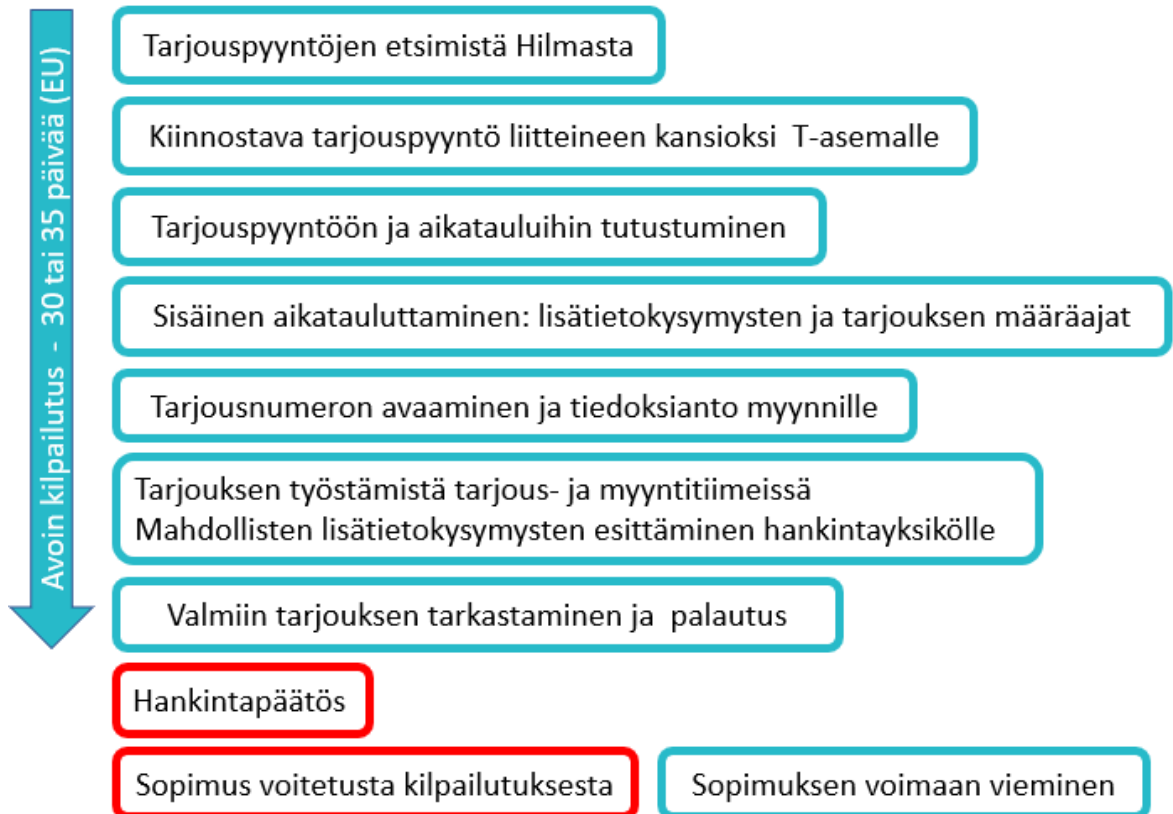 Avoin kilpailutus - 30 tai 35 päivää (EU)
Tarjouspyyntöjen etsimistä Hilmasta
Kiinnostava tarjouspyyntö liitteineen kansioksi T-asemalle
Tarjouspyyntöön ja aikatauluihin tutustuminen
Sisäinen aikatauluttaminen: lisätietokysymysten ja tarjouksen määräajat
Tarjousnumeron avaaminen ja tiedoksianto myynnille
Tarjouksen työstämistä tarjous- ja myyntitiimeissä
Mahdollisten lisätietokysymysten esittäminen hankintayksikölle
Valmiin tarjouksen tarkastaminen ja palautus
Hankintapäätös
Sopimus voitetusta kilpailutuksesta
Sopimuksen voimaan vieminen